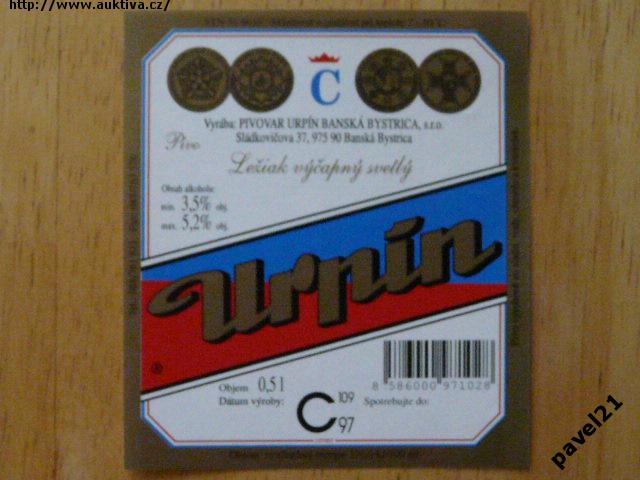 http://www.auktiva.cz/
Č
Vyrába: PIVOVAR URPÍN BANSKÁ BYSTRICA, s.r.o.
Sládkovičova 37, 975 90 Banská Bystrica
Pivo
Ležiak výčapný svetlý
Obsah alkoholu
min. 3,5% obj.
max. 5,2% obj.
Urpín
®
Objem 0,5 l
Dátum výroby:
C 109
97
Spotrebujte do:
8 586000 971028
pavel21